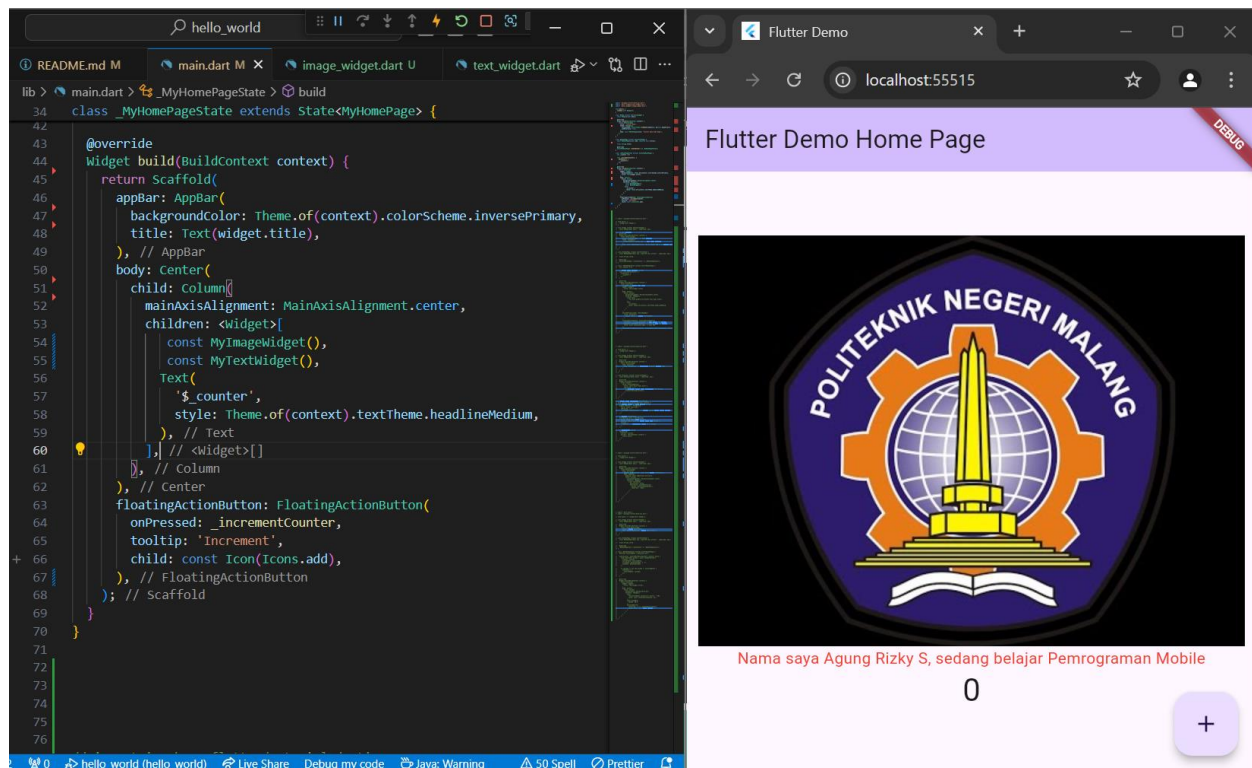 hello_world
README.md M
main.dart M
image_widget.dart U
text_widget.dart
lib > main.dart > _MyHomePageState > build
34 class _MyHomePageState extends State<MyHomePage> {
42
43 @override
44 Widget build(BuildContext context) {
45 return Scaffold(
46 appBar: AppBar(
47 backgroundColor: Theme.of(context).colorScheme.inversePrimary,
48 title: Text(widget.title),
49 ), // AppBar
50 body: Center(
51 child: Column(
52 mainAxisAlignment: MainAxisAlignment.center,
53 children: <Widget>[
54 const MyImageWidget(),
55 const MyTextWidget(),
56 Text(
57 '$_counter',
58 style: Theme.of(context).textTheme.headlineMedium,
59 ), // Text
60 ], // <Widget>[]
61 ), // Column
62 ), // Center
63 floatingActionButton: FloatingActionButton(
64 onPressed: _incrementCounter,
65 tooltip: 'Increment',
66 child: const Icon(Icons.add),
67 ), // FloatingActionButton
68 ); // Scaffold
69 }
70 }
71
72
73
74
75
76
0 hello_world (hello_world) Live Share Debug my code Java: Warning 50 Spell Prettier
Flutter Demo
localhost:55515
Flutter Demo Home Page
DEBUG
POLITEKNIK NEGERI MALANG
Nama saya Agung Rizky S, sedang belajar Pemrograman Mobile
0
+